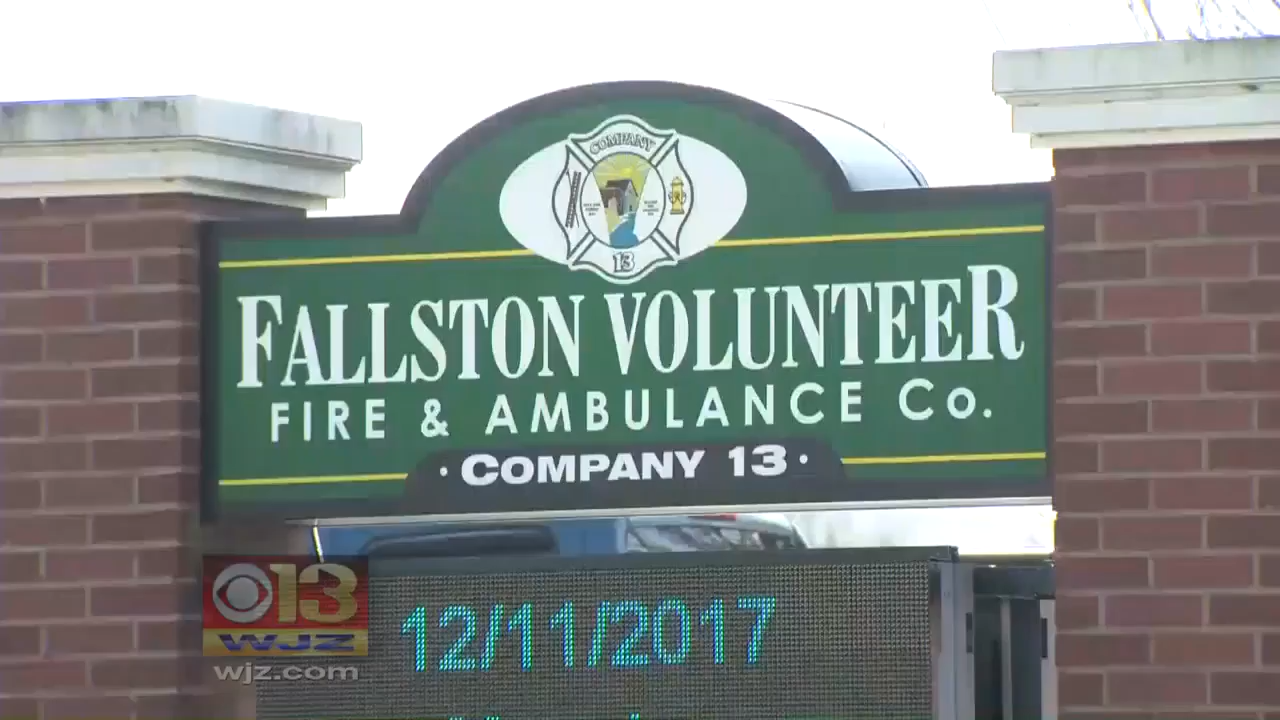 COMPANY
13
FALLSTON VOLUNTEER
FIRE & AMBULANCE CO.
· COMPANY 13 ·
12/11/2017
13
WJZ
wjz.com